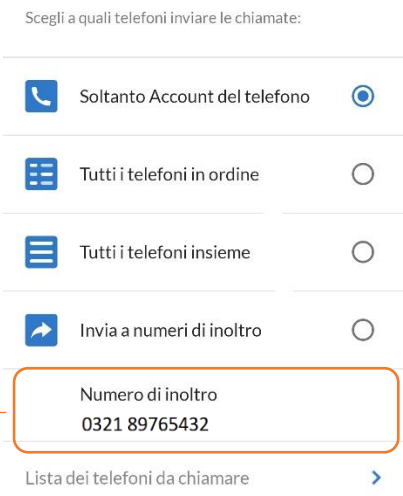 Scegli a quali telefoni inviare le chiamate:
Soltanto Account del telefono
Tutti i telefoni in ordine
Tutti i telefoni insieme
Invia a numeri di inoltro
Numero di inoltro
0321 89765432
Lista dei telefoni da chiamare